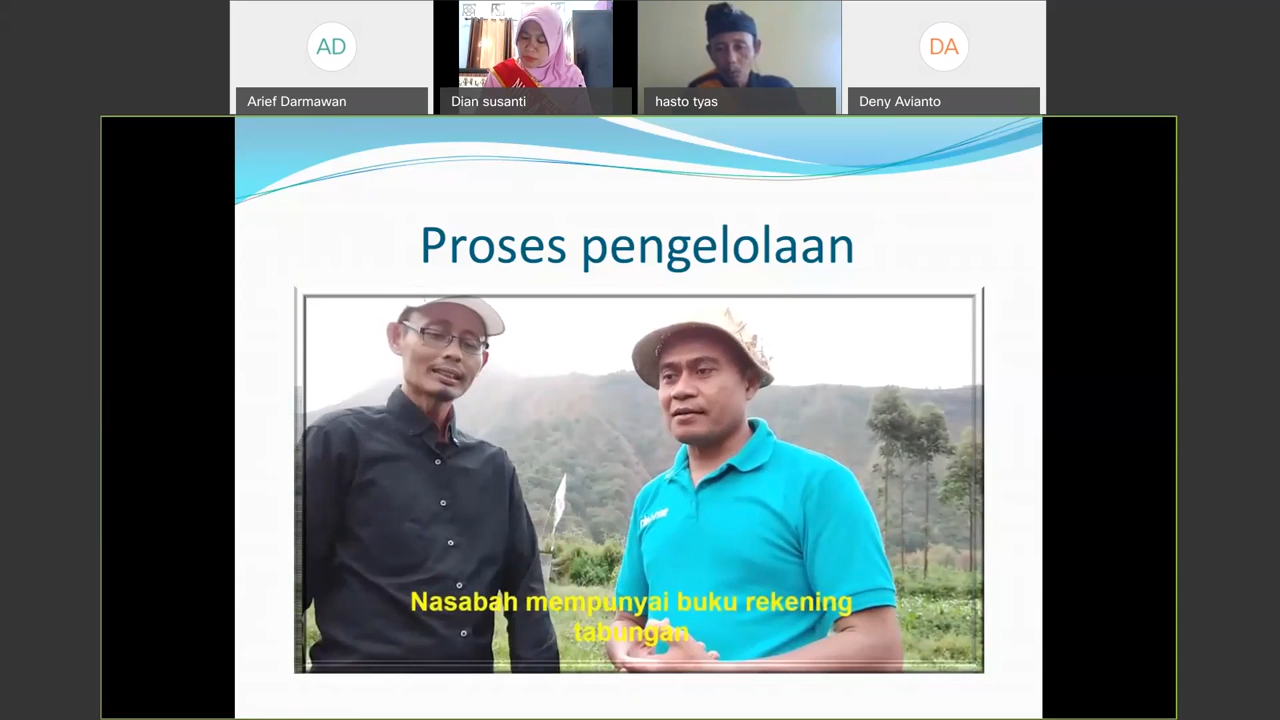 AD
DA
Arief Darmawan
Dian susanti
hasto tyas
Deny Avianto
Proses pengelolaan
Nasabah mempunyai buku rekening
tabungan